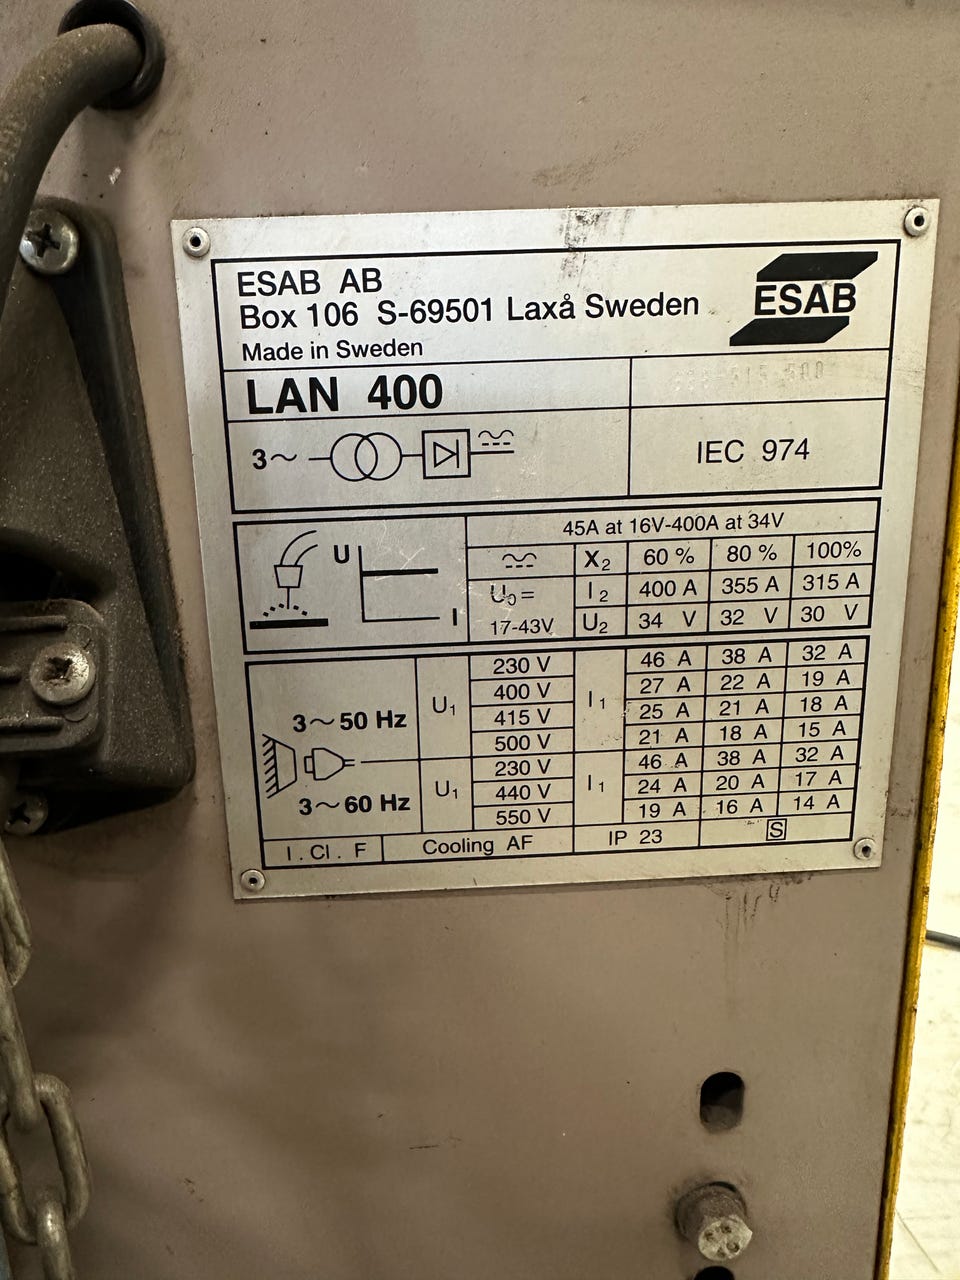 ESAB AB
Box 106 S-69501 Laxå Sweden
Made in Sweden
ESAB
LAN 400
3~
IEC 974
U
I
45A at 16V-400A at 34V
X2 60 % 80 % 100%
U0=
17-43V
I2 400 A 355 A 315 A
U2 34 V 32 V 30 V
3~50 Hz
U1
I1
230 V 46 A 38 A 32 A
400 V 27 A 22 A 19 A
415 V 25 A 21 A 18 A
500 V 21 A 18 A 15 A
3~60 Hz
U1
I1
230 V 46 A 38 A 32 A
440 V 24 A 20 A 17 A
550 V 19 A 16 A 14 A
I . Cl . F Cooling AF IP 23 S